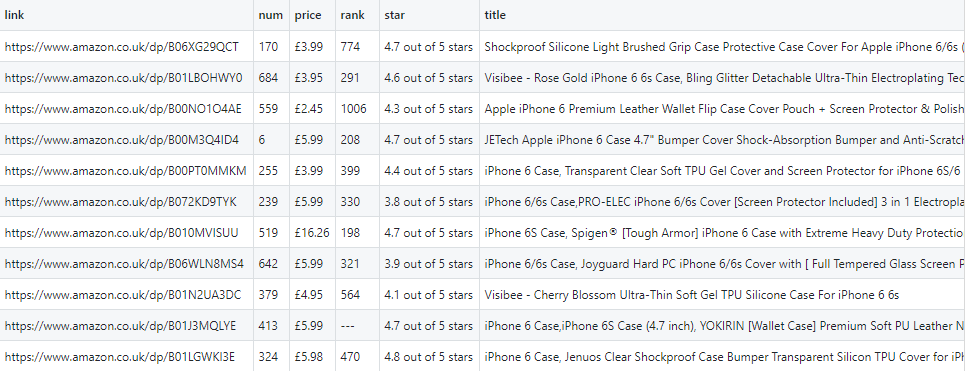 link num price rank star title
https://www.amazon.co.uk/dp/B06XG29QCT 170 £3.99 774 4.7 out of 5 stars Shockproof Silicone Light Brushed Grip Case Protective Case Cover For Apple iPhone 6/6s (
https://www.amazon.co.uk/dp/B01LBOHWY0 684 £3.95 291 4.6 out of 5 stars Visibee - Rose Gold iPhone 6 6s Case, Bling Glitter Detachable Ultra-Thin Electroplating Tec
https://www.amazon.co.uk/dp/B00NO1O4AE 559 £2.45 1006 4.3 out of 5 stars Apple iPhone 6 Premium Leather Wallet Flip Case Cover Pouch + Screen Protector & Polish
https://www.amazon.co.uk/dp/B00M3Q4ID4 6 £5.99 208 4.7 out of 5 stars JETech Apple iPhone 6 Case 4.7" Bumper Cover Shock-Absorption Bumper and Anti-Scratch
https://www.amazon.co.uk/dp/B00PT0MMKM 255 £3.99 399 4.4 out of 5 stars iPhone 6 Case, Transparent Clear Soft TPU Gel Cover and Screen Protector for iPhone 6S/6
https://www.amazon.co.uk/dp/B072KD9TYK 239 £5.99 330 3.8 out of 5 stars iPhone 6/6s Case,PRO-ELEC iPhone 6/6s Cover [Screen Protector Included] 3 in 1 Electropla
https://www.amazon.co.uk/dp/B010MVISUU 519 £16.26 198 4.7 out of 5 stars iPhone 6S Case, Spigen® [Tough Armor] iPhone 6 Case with Extreme Heavy Duty Protectio
https://www.amazon.co.uk/dp/B06WLN8MS4 642 £5.99 321 3.9 out of 5 stars iPhone 6/6s Case, Joyguard Hard PC iPhone 6/6s Cover with [ Full Tempered Glass Screen P
https://www.amazon.co.uk/dp/B01N2UA3DC 379 £4.95 564 4.1 out of 5 stars Visibee - Cherry Blossom Ultra-Thin Soft Gel TPU Silicone Case For iPhone 6 6s
https://www.amazon.co.uk/dp/B01J3MQLYE 413 £5.99 --- 4.7 out of 5 stars iPhone 6 Case,iPhone 6S Case (4.7 inch), YOKIRIN [Wallet Case] Premium Soft PU Leather N
https://www.amazon.co.uk/dp/B01LGWKI3E 324 £5.98 470 4.8 out of 5 stars iPhone 6 Case, Jenuos Clear Shockproof Case Bumper Transparent Silicon TPU Cover for iPh